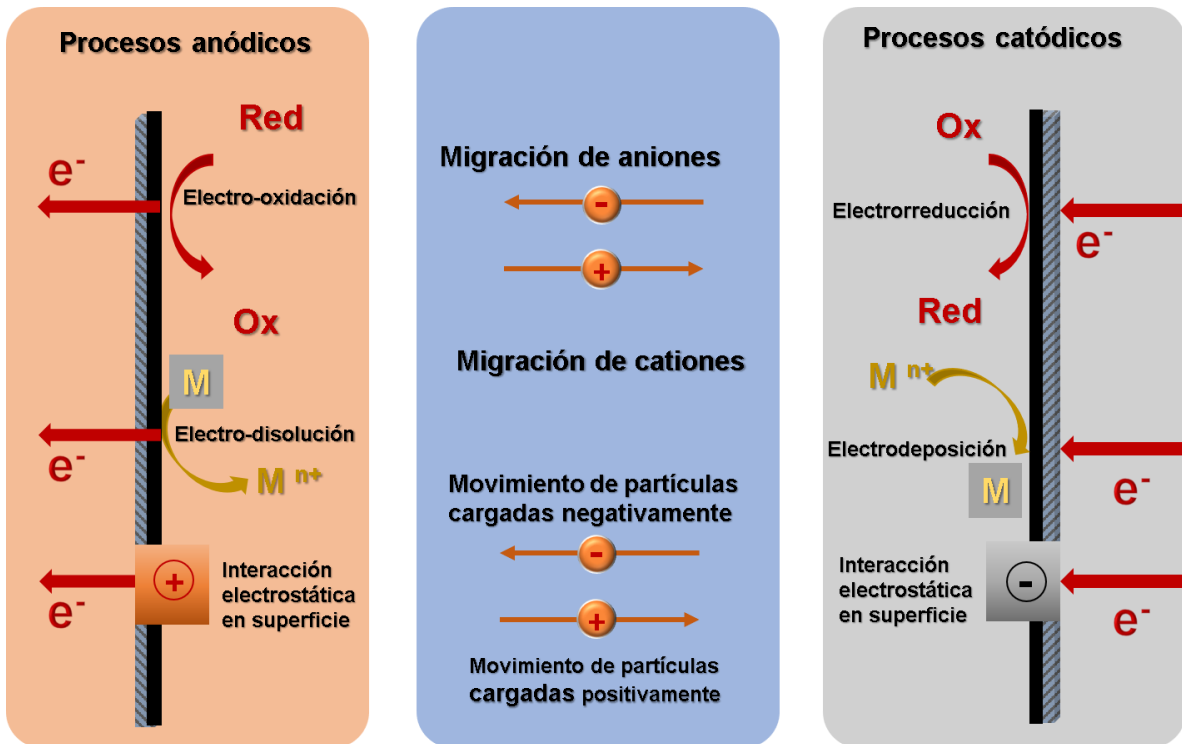 Procesos anódicos
Red
e-
Electro-oxidación
Ox
M
Electro-disolución
e-
M n+
+
Interacción
electrostática
en superficie
e-
Migración de aniones
-
+
Migración de cationes
Movimiento de partículas
cargadas negativamente
-
+
Movimiento de partículas
cargadas positivamente
Procesos catódicos
Ox
Electrorreducción
e-
Red
M n+
Electrodeposición
M
e-
Interacción
electrostática
en superficie
-
e-